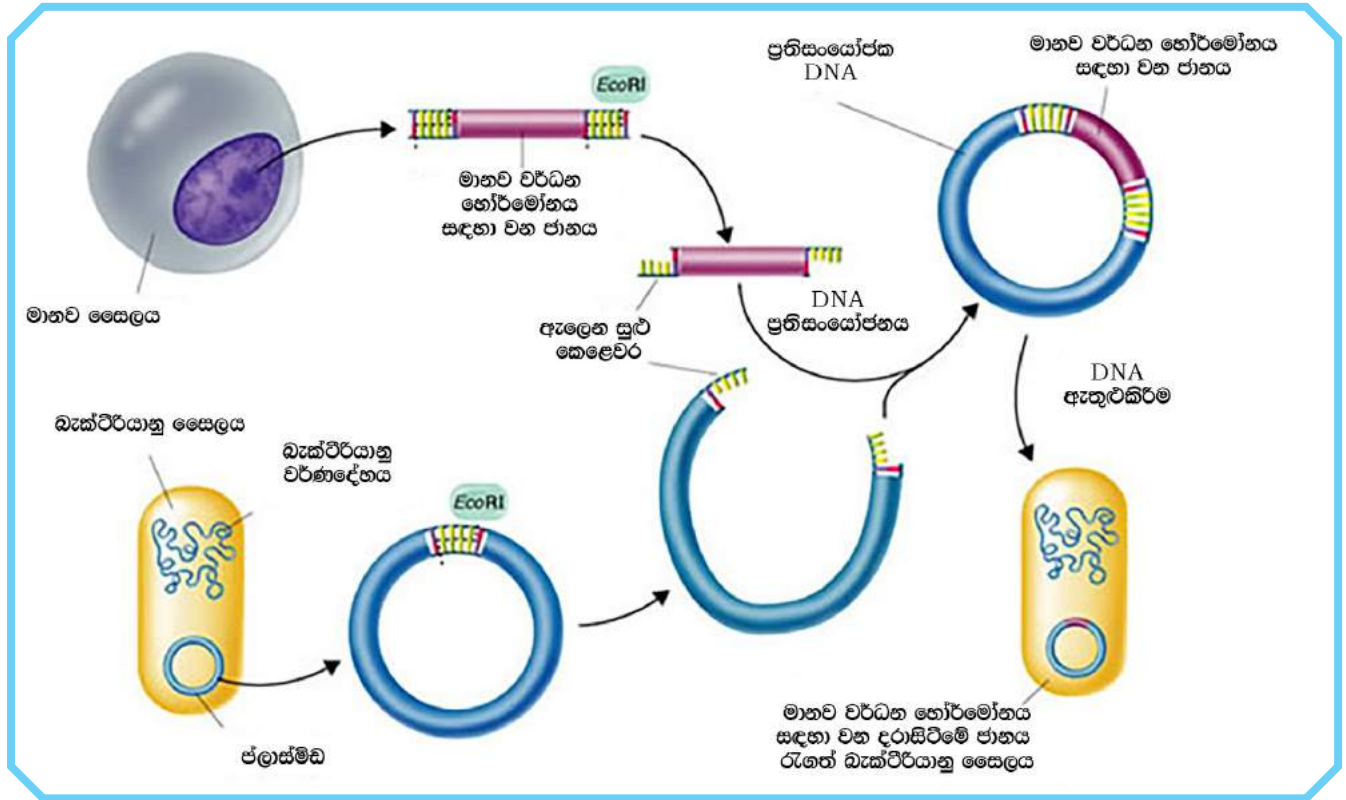 ප්‍රතිසංයෝජක
DNA
මානව වර්ධන හෝර්මෝනය
සඳහා වන ජානය
EcoRI
මානව වර්ධන
හෝර්මෝනය
සඳහා වන ජානය
මානව සෛලය
DNA
ප්‍රතිසංයෝජනය
ඇලෙන සුළු
කෙළවර
DNA
ඇතුළුකිරීම
බැක්ටීරියානු සෛලය
බැක්ටීරියානු
වර්ණදේහය
EcoRI
ප්ලාස්මිඩ
මානව වර්ධන හෝර්මෝනය
සඳහා වන දරාසිටීමේ ජානය
රැගත් බැක්ටීරියානු සෛලය